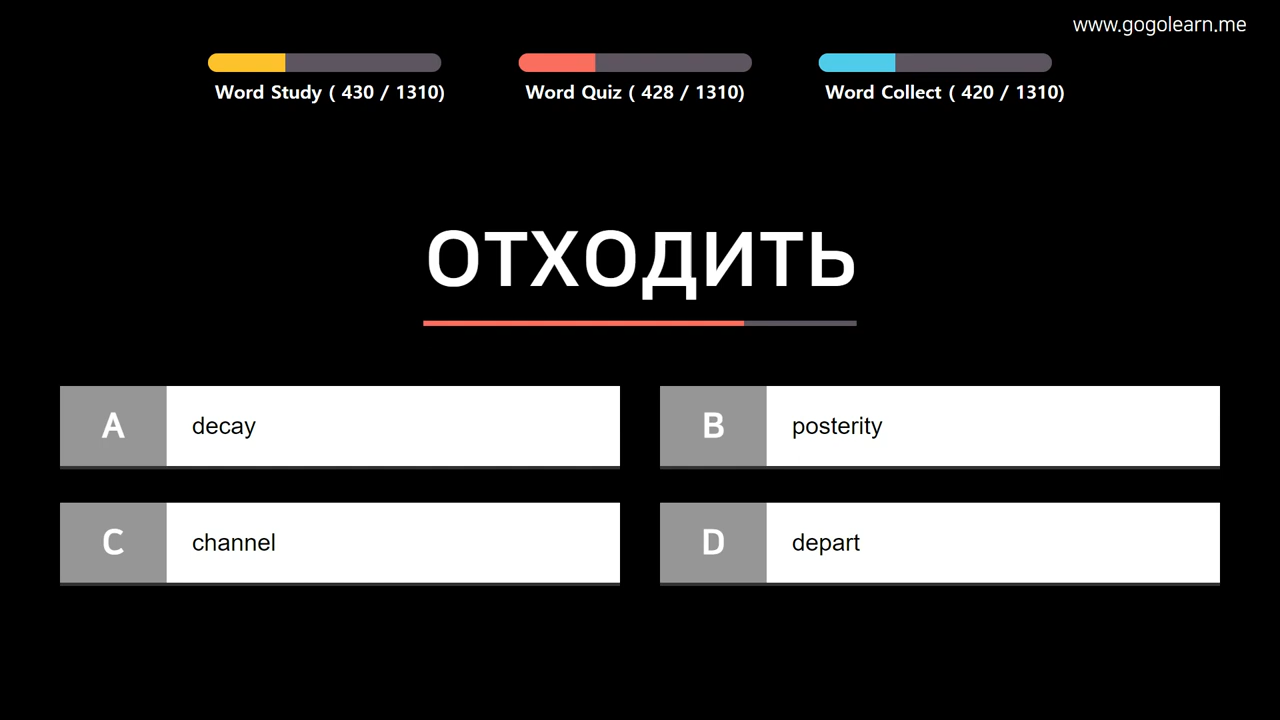 www.gogolearn.me
Word Study ( 430 / 1310)
Word Quiz ( 428 / 1310)
Word Collect ( 420 / 1310)
отходить
A decay
B posterity
C channel
D depart